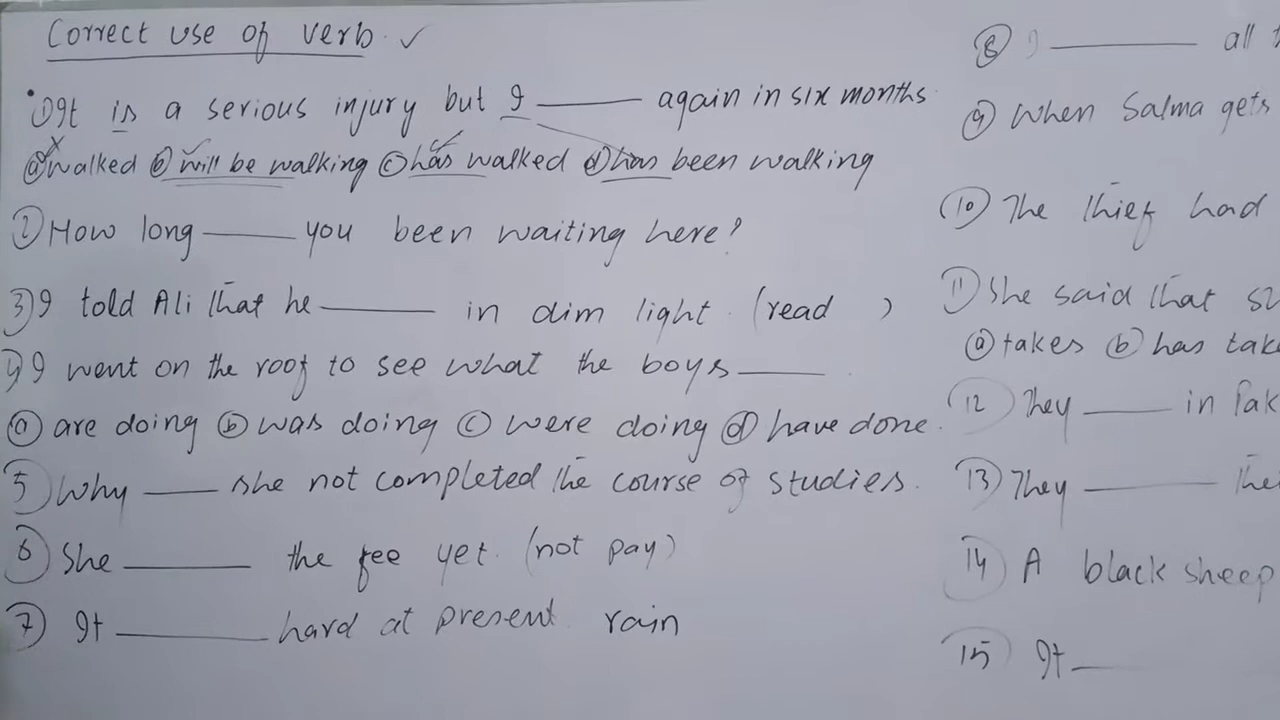 Correct use of verb ✓
1) It is a serious injury but I ______ again in six months
(a) walked (b) will be walking (c) has walked (d) has been walking
(2) How long ______ you been waiting here?
3) I told Ali that he ______ in dim light (read )
4) I went on the roof to see what the boys ______.
(a) are doing (b) was doing (c) were doing (d) have done.
5) Why ______ she not completed the course of studies.
6) She ______ the fee yet. (not pay)
7) It ______ hard at present. rain
(8) I ______ all
(9) When Salma gets
(10) The thief had
11) She said that
(a) takes (b) has
12) They ______ in
13) They ______
14) A black sheep
15) It ______